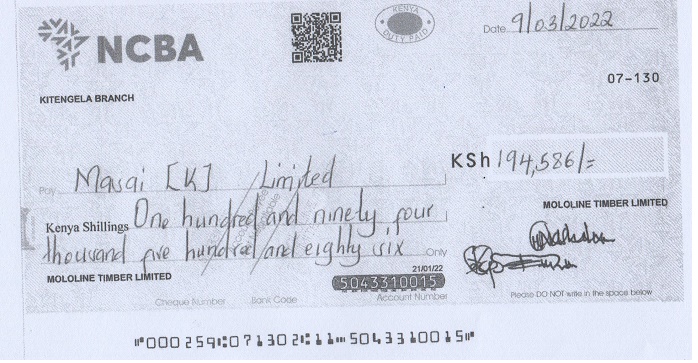 NCBA
KENYA
DUTY PAID
Date 9/03/2022
07-130
KITENGELA BRANCH
Pay Masai [K] Limited
KSh 194,586/=
Kenya Shillings One hundred and ninety four
MOLOLINE TIMBER LIMITED
thousand five hundred and eighty six Only
MOLOLINE TIMBER LIMITED
21/01/22
5043310015
Cheque Number Bank Code Account Number
Please DO NOT write in the space below
⑈000259⑆071302⑆11⑉5043310015⑈